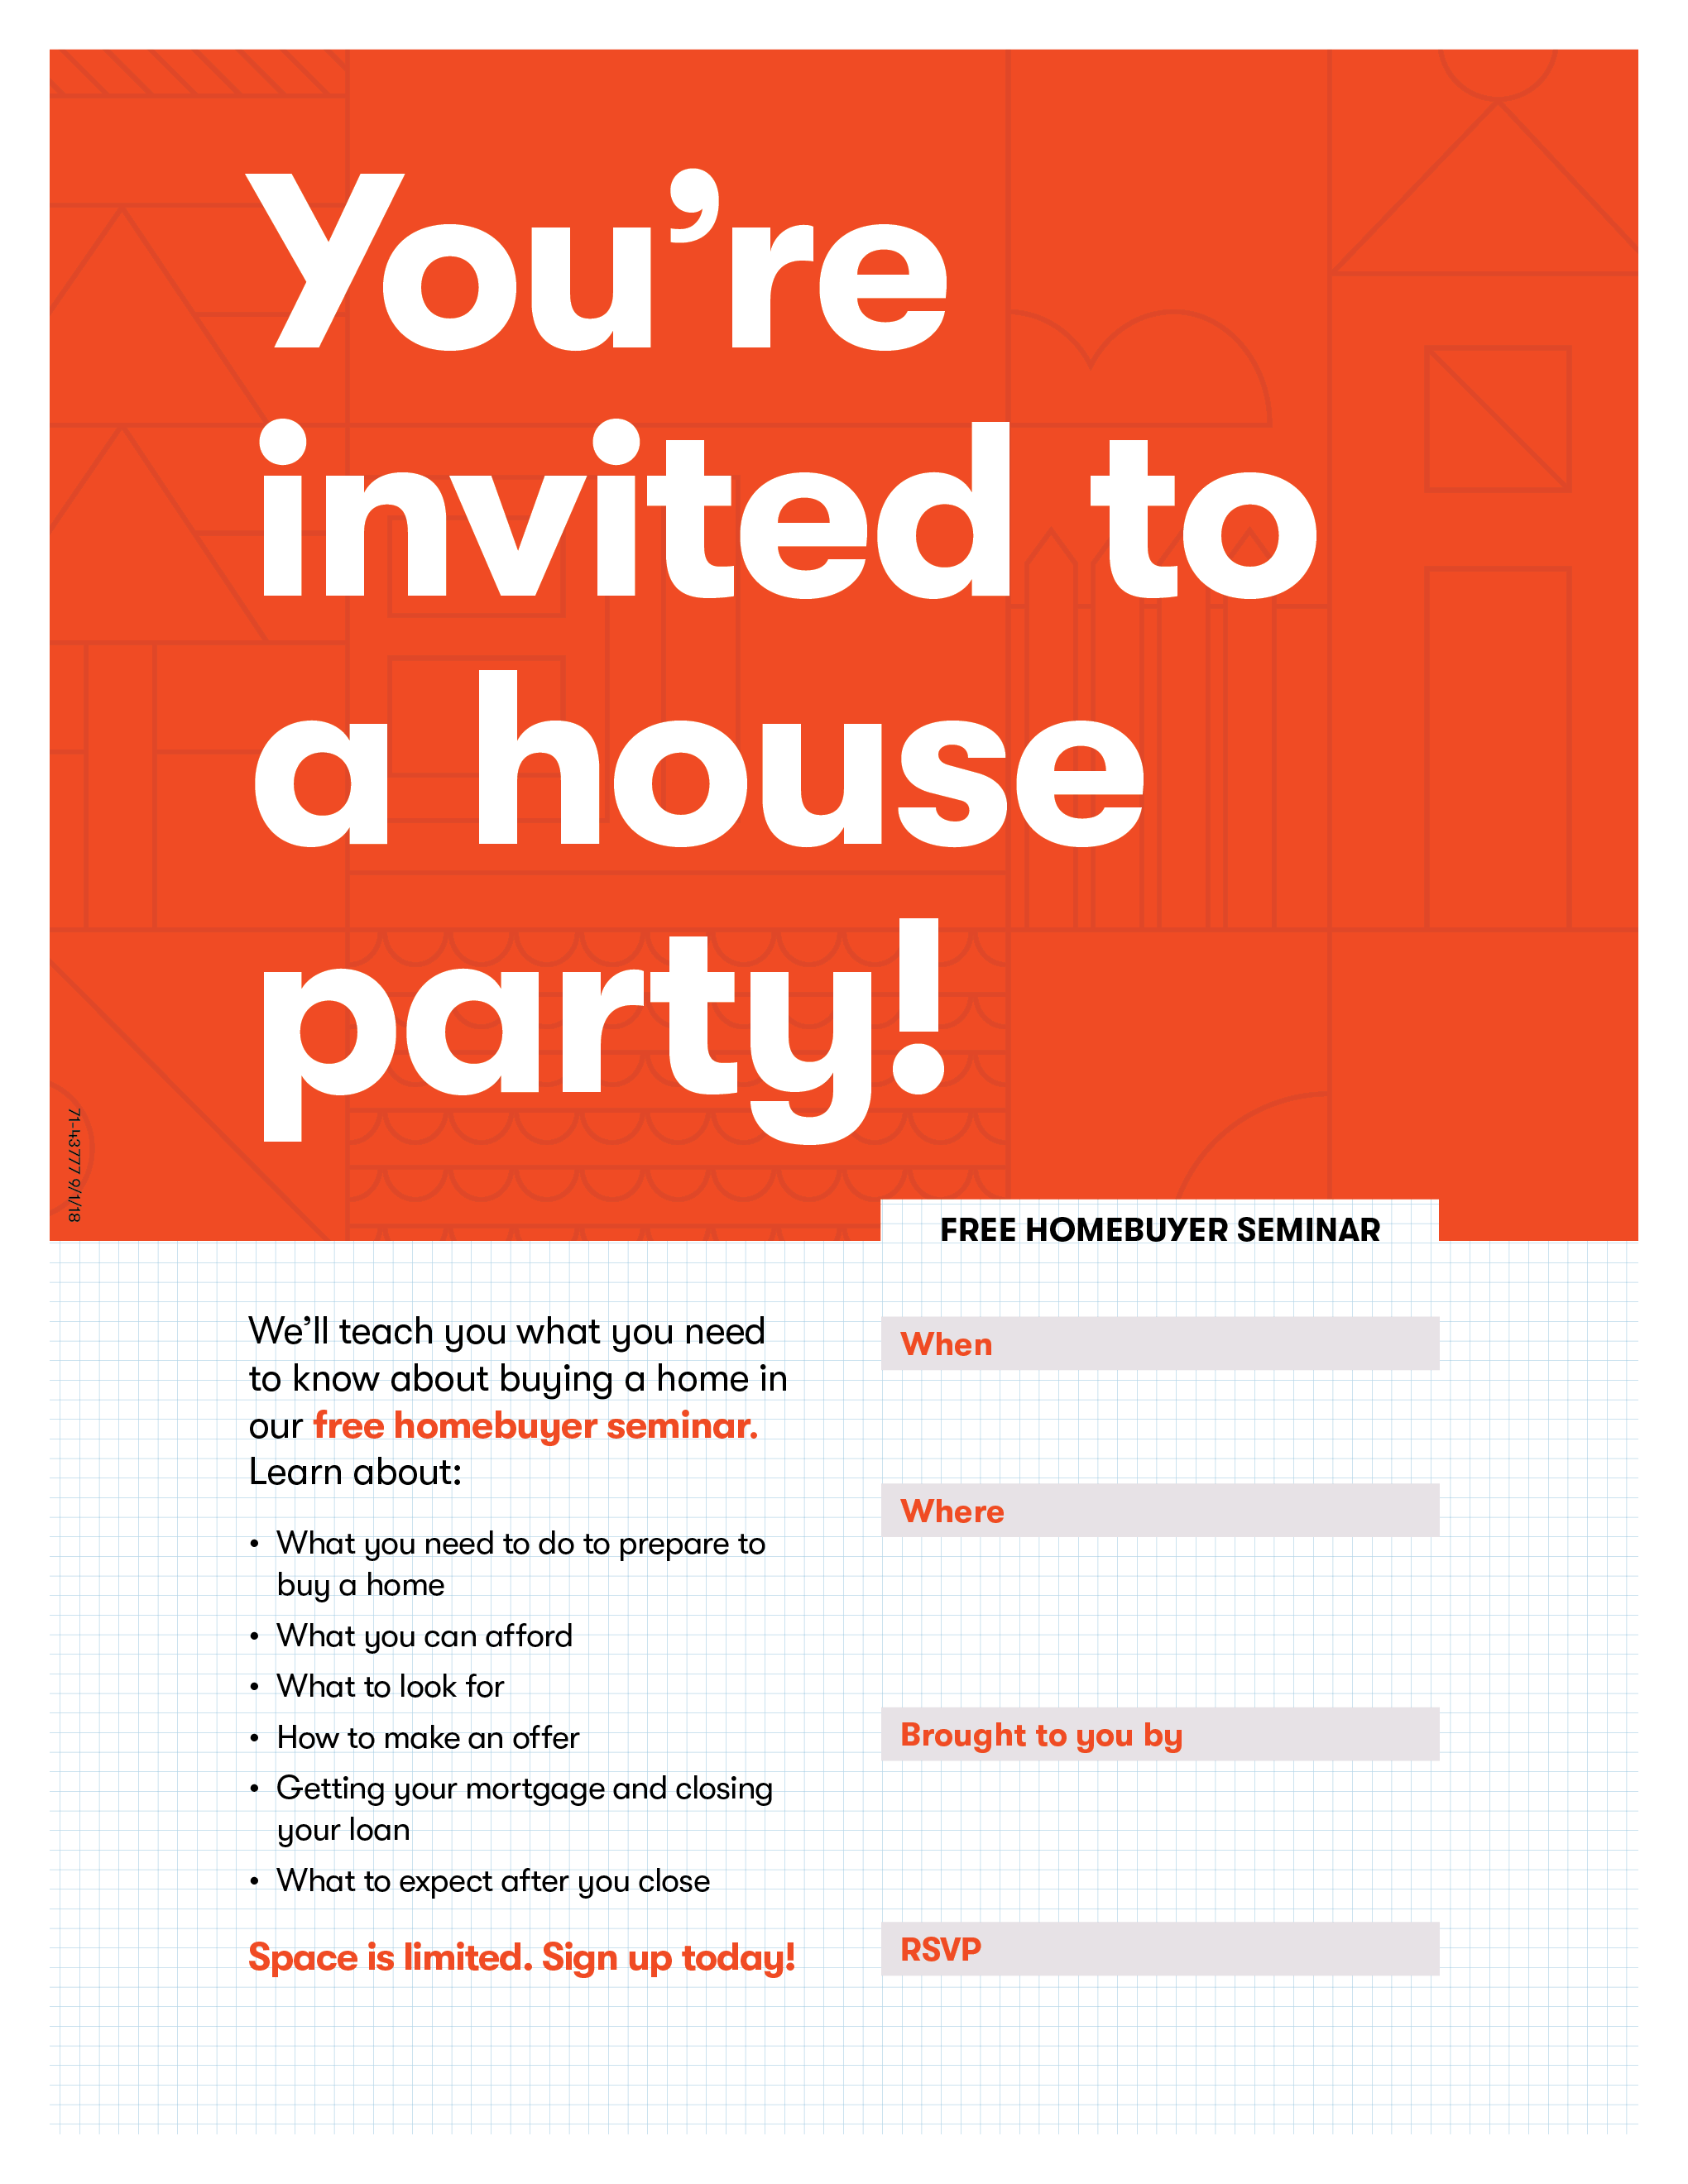 You’re
invited to
a house
party!
71-43777 9/1/18
FREE HOMEBUYER SEMINAR
We’ll teach you what you need
to know about buying a home in
our free homebuyer seminar.
Learn about:
• What you need to do to prepare to
buy a home
• What you can afford
• What to look for
• How to make an offer
• Getting your mortgage and closing
your loan
• What to expect after you close
Space is limited. Sign up today!
When
Where
Brought to you by
RSVP